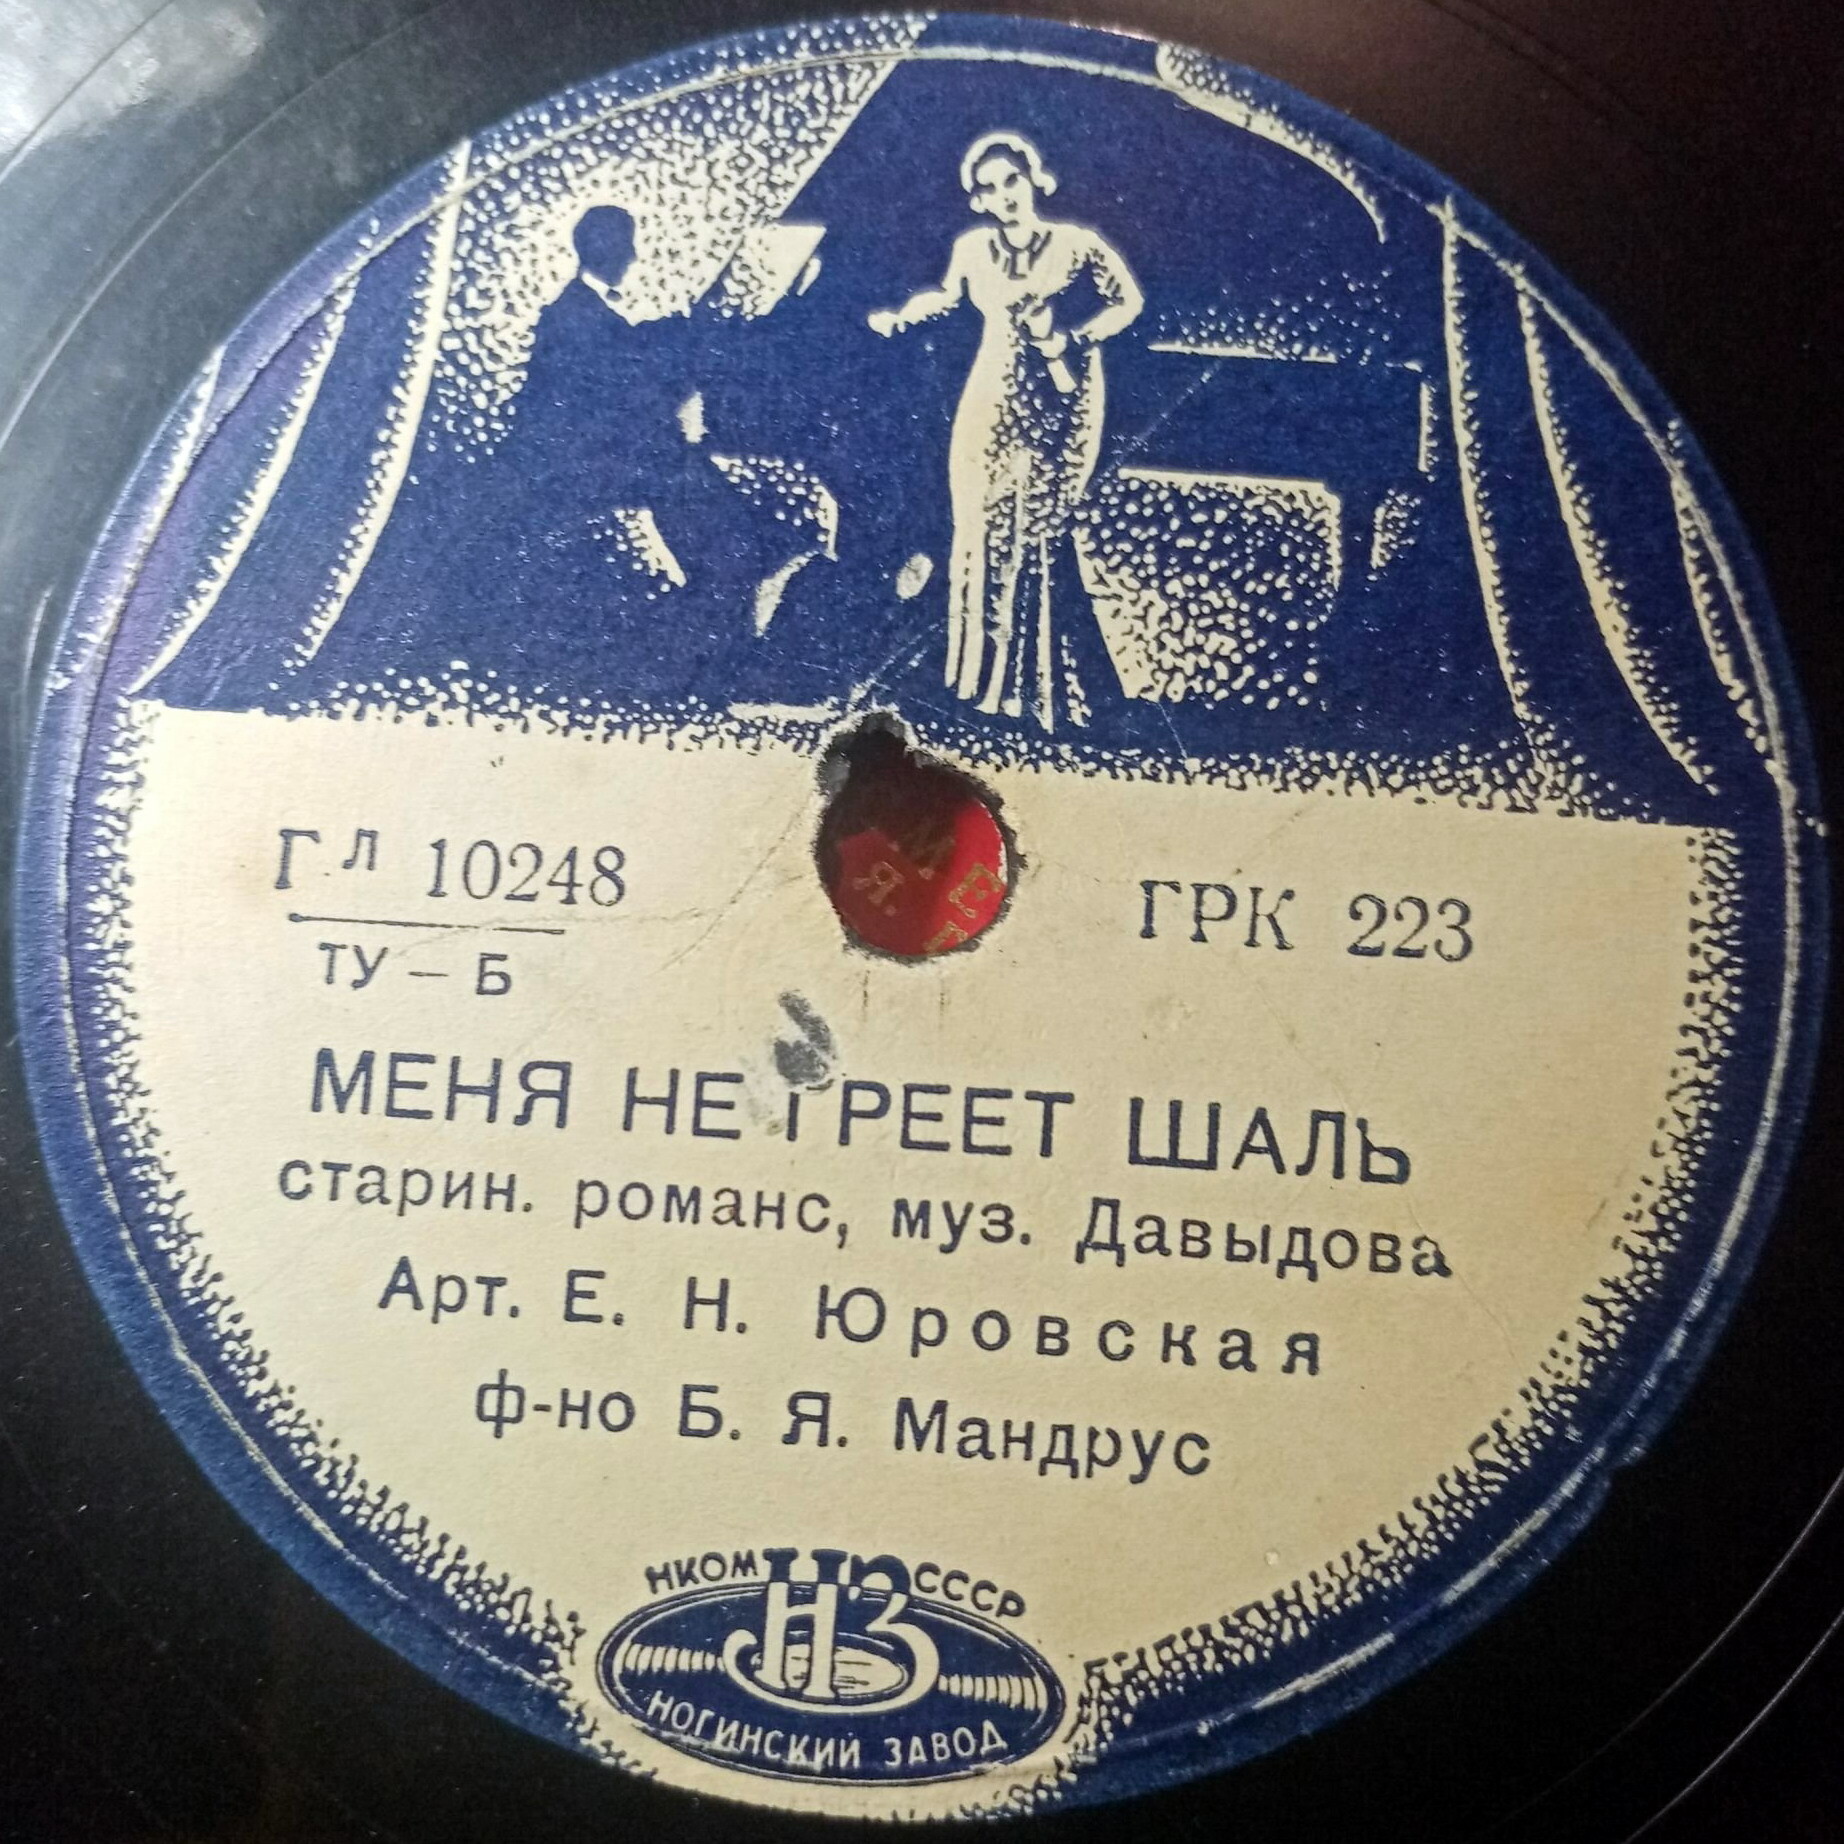 Гл 10248
ГРК 223
ТУ – Б
МЕНЯ НЕ ГРЕЕТ ШАЛЬ
старин. романс, муз. Давыдова
Арт. Е. Н. Юровская
ф-но Б. Я. Мандрус
НКОМ НЗ СССР
НОГИНСКИЙ ЗАВОД